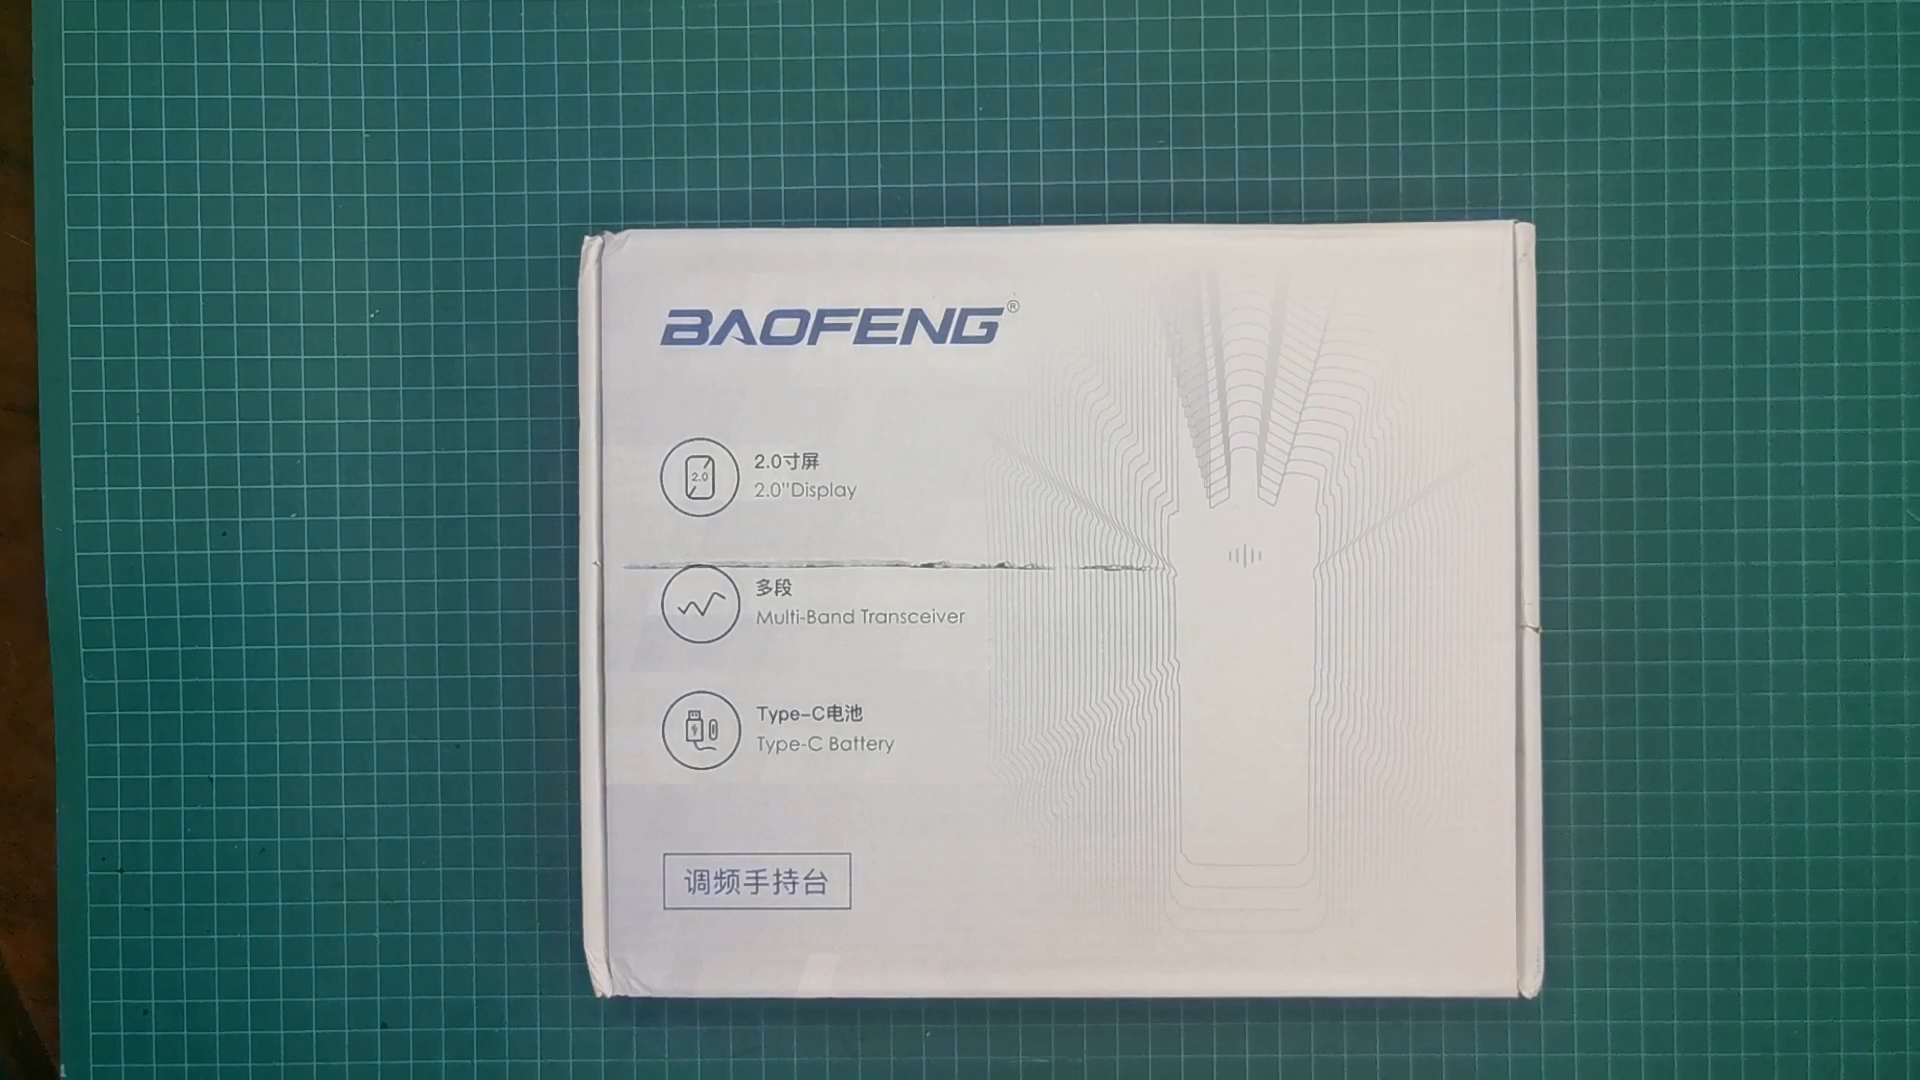 BAOFENG®
2.0
2.0寸屏
2.0"Display
多段
Multi-Band Transceiver
Type-C电池
Type-C Battery
调频手持台